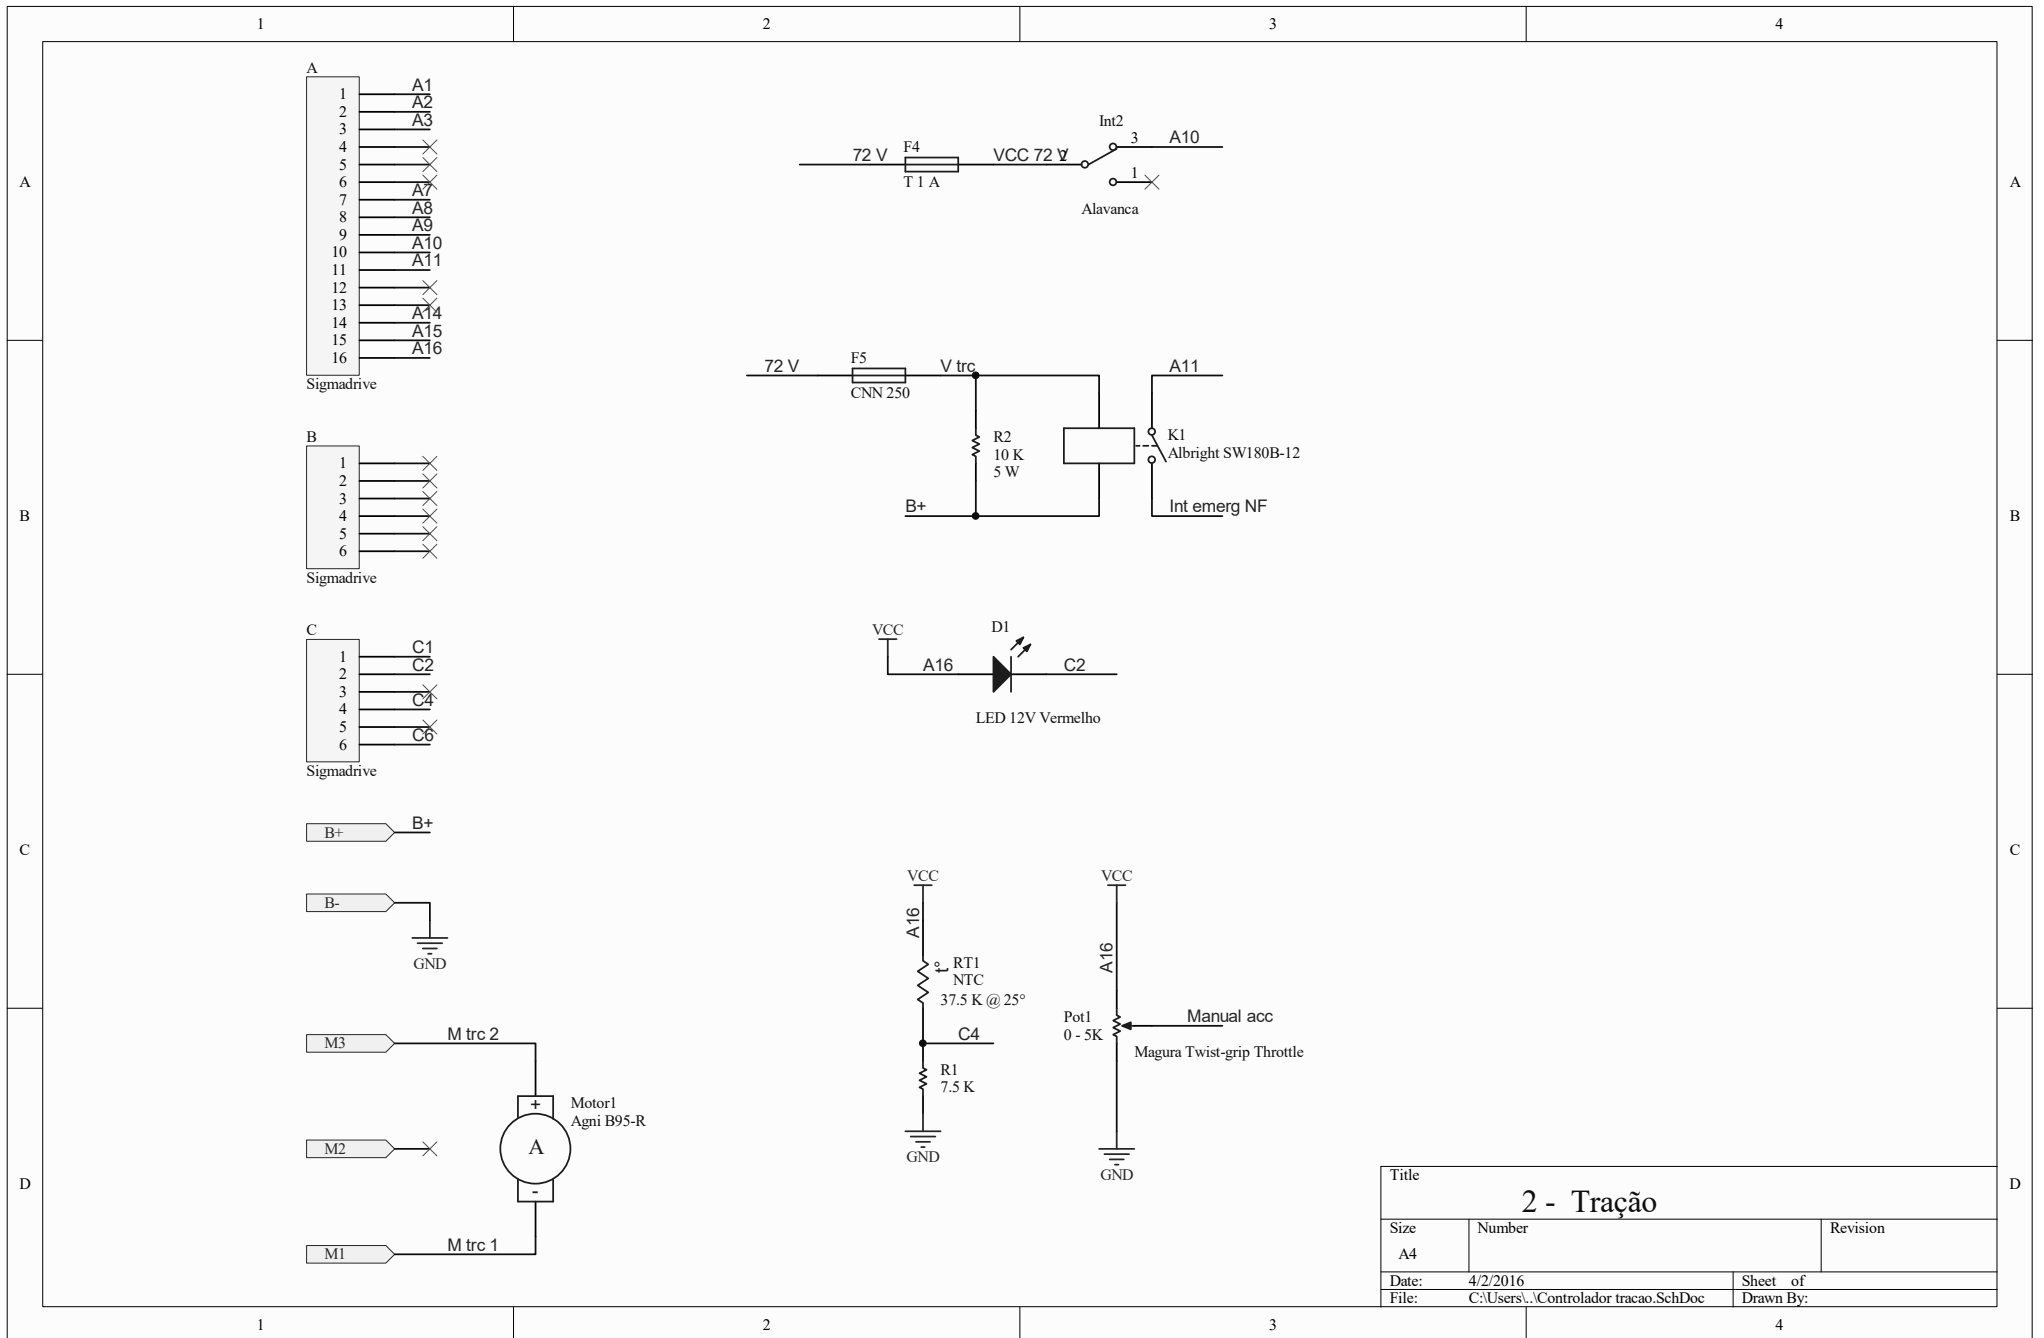 1 2 3 4
A
B
C
D
A
B
C
D
A
1 A1
2 A2
3 A3
4
5
6
7 A7
8 A8
9 A9
10 A10
11 A11
12
13
14 A14
15 A15
16 A16
Sigmadrive
B
1
2
3
4
5
6
Sigmadrive
C
1 C1
2 C2
3
4 C4
5
6 C6
Sigmadrive
B+ B+
B-
GND
M3 M trc 2
+
Motor1
Agni B95-R
M2
A
-
M1 M trc 1
Int2
72 V F4 VCC 72 V 2 3 A10
T 1 A 1
Alavanca
72 V F5 V trc A11
CNN 250
R2
10 K
5 W
K1
Albright SW180B-12
B+ Int emerg NF
VCC D1
A16 C2
LED 12V Vermelho
VCC
A16
t° RT1
NTC
37.5 K @ 25°
C4
R1
7.5 K
GND
VCC
A16
Pot1
0 - 5K
Manual acc
Magura Twist-grip Throttle
GND
Title
2 - Tração
Size Number Revision
A4
Date: 4/2/2016 Sheet of
File: C:\Users\..\Controlador tracao.SchDoc Drawn By:
1 2 3 4